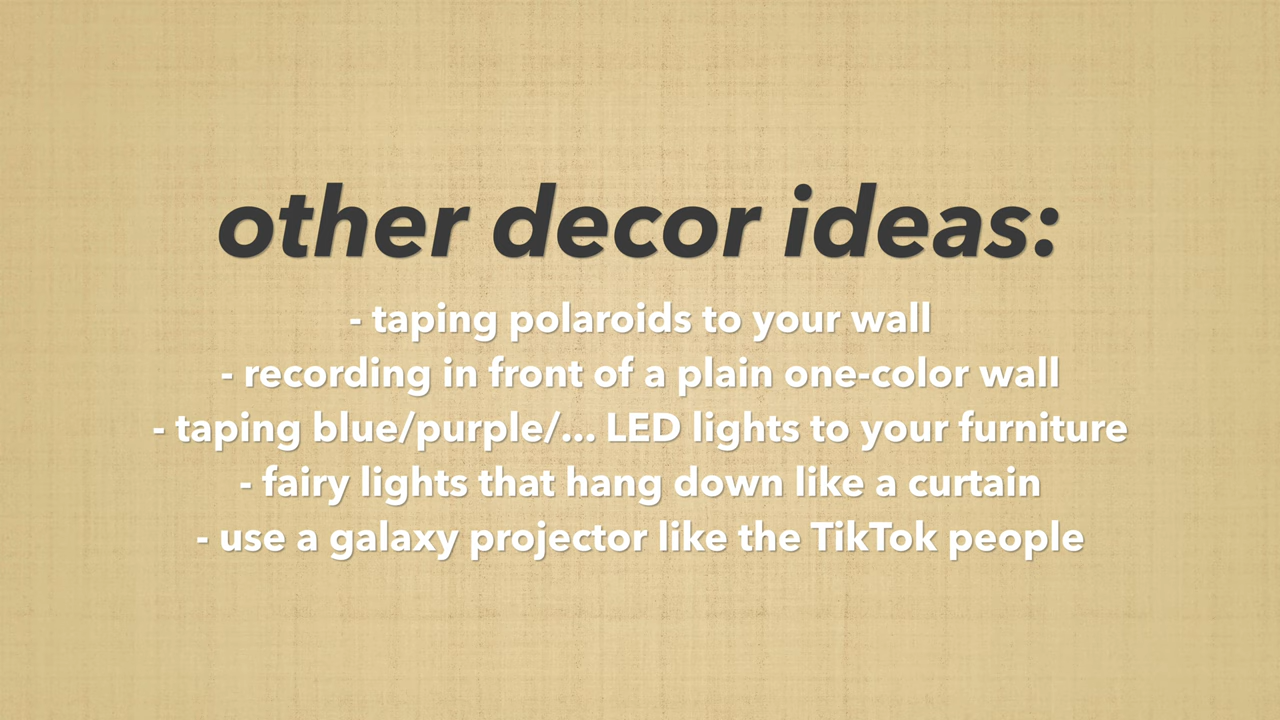 other decor ideas:
- taping polaroids to your wall
- recording in front of a plain one-color wall
- taping blue/purple/... LED lights to your furniture
- fairy lights that hang down like a curtain
- use a galaxy projector like the TikTok people